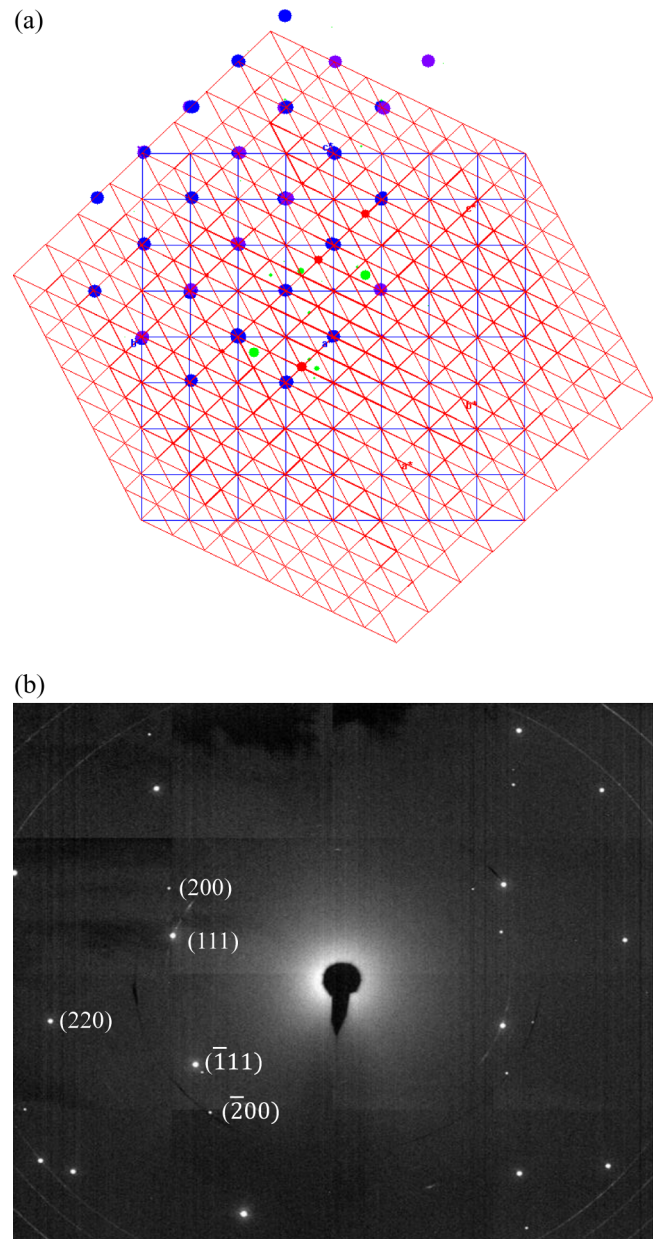 (a)
c*
c*
b
a
b*
a*
(b)
(200)
(111)
(220)
(1̅11)
(2̅00)